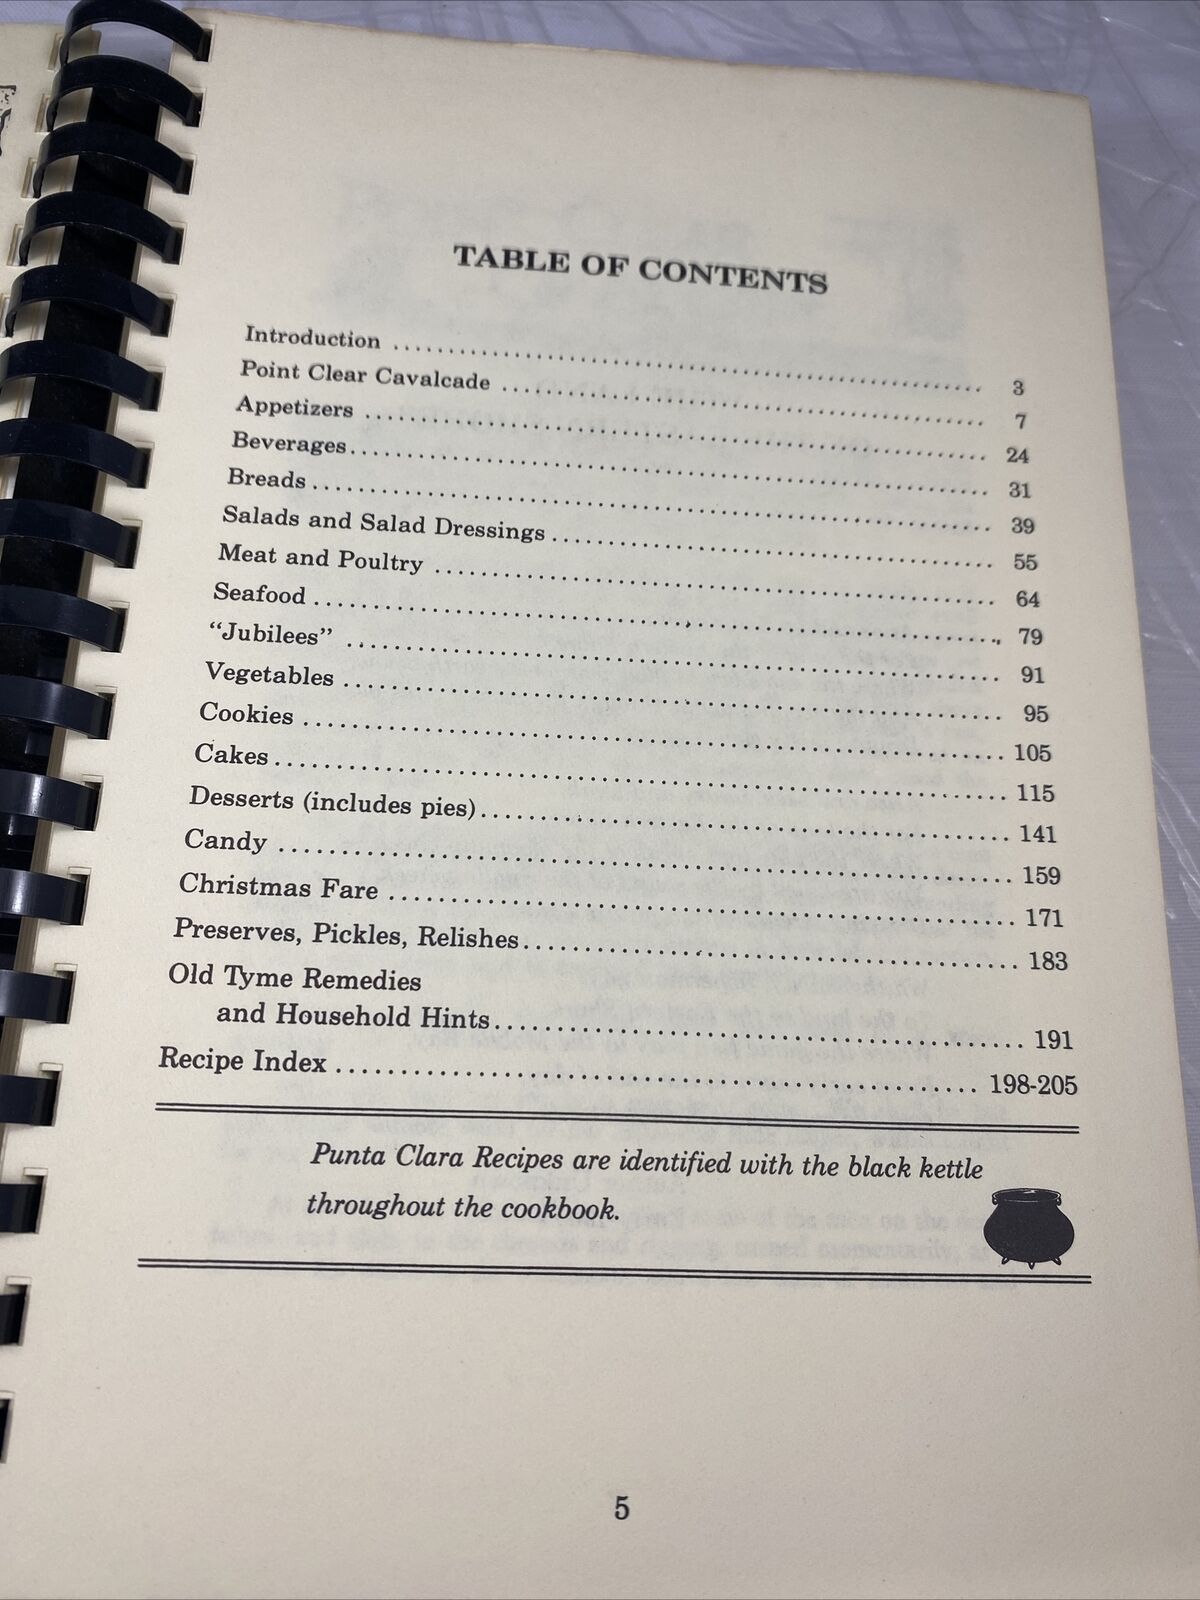 TABLE OF CONTENTS
Introduction ........................................ 3
Point Clear Cavalcade ........................................ 7
Appetizers ........................................ 24
Beverages ........................................ 31
Breads ........................................ 39
Salads and Salad Dressings ........................................ 55
Meat and Poultry ........................................ 64
Seafood ........................................ 79
“Jubilees” ........................................ 91
Vegetables ........................................ 95
Cookies ........................................ 105
Cakes ........................................ 115
Desserts (includes pies) ........................................ 141
Candy ........................................ 159
Christmas Fare ........................................ 171
Preserves, Pickles, Relishes ........................................ 183
Old Tyme Remedies
and Household Hints ........................................ 191
Recipe Index ........................................ 198-205
Punta Clara Recipes are identified with the black kettle
throughout the cookbook.
5